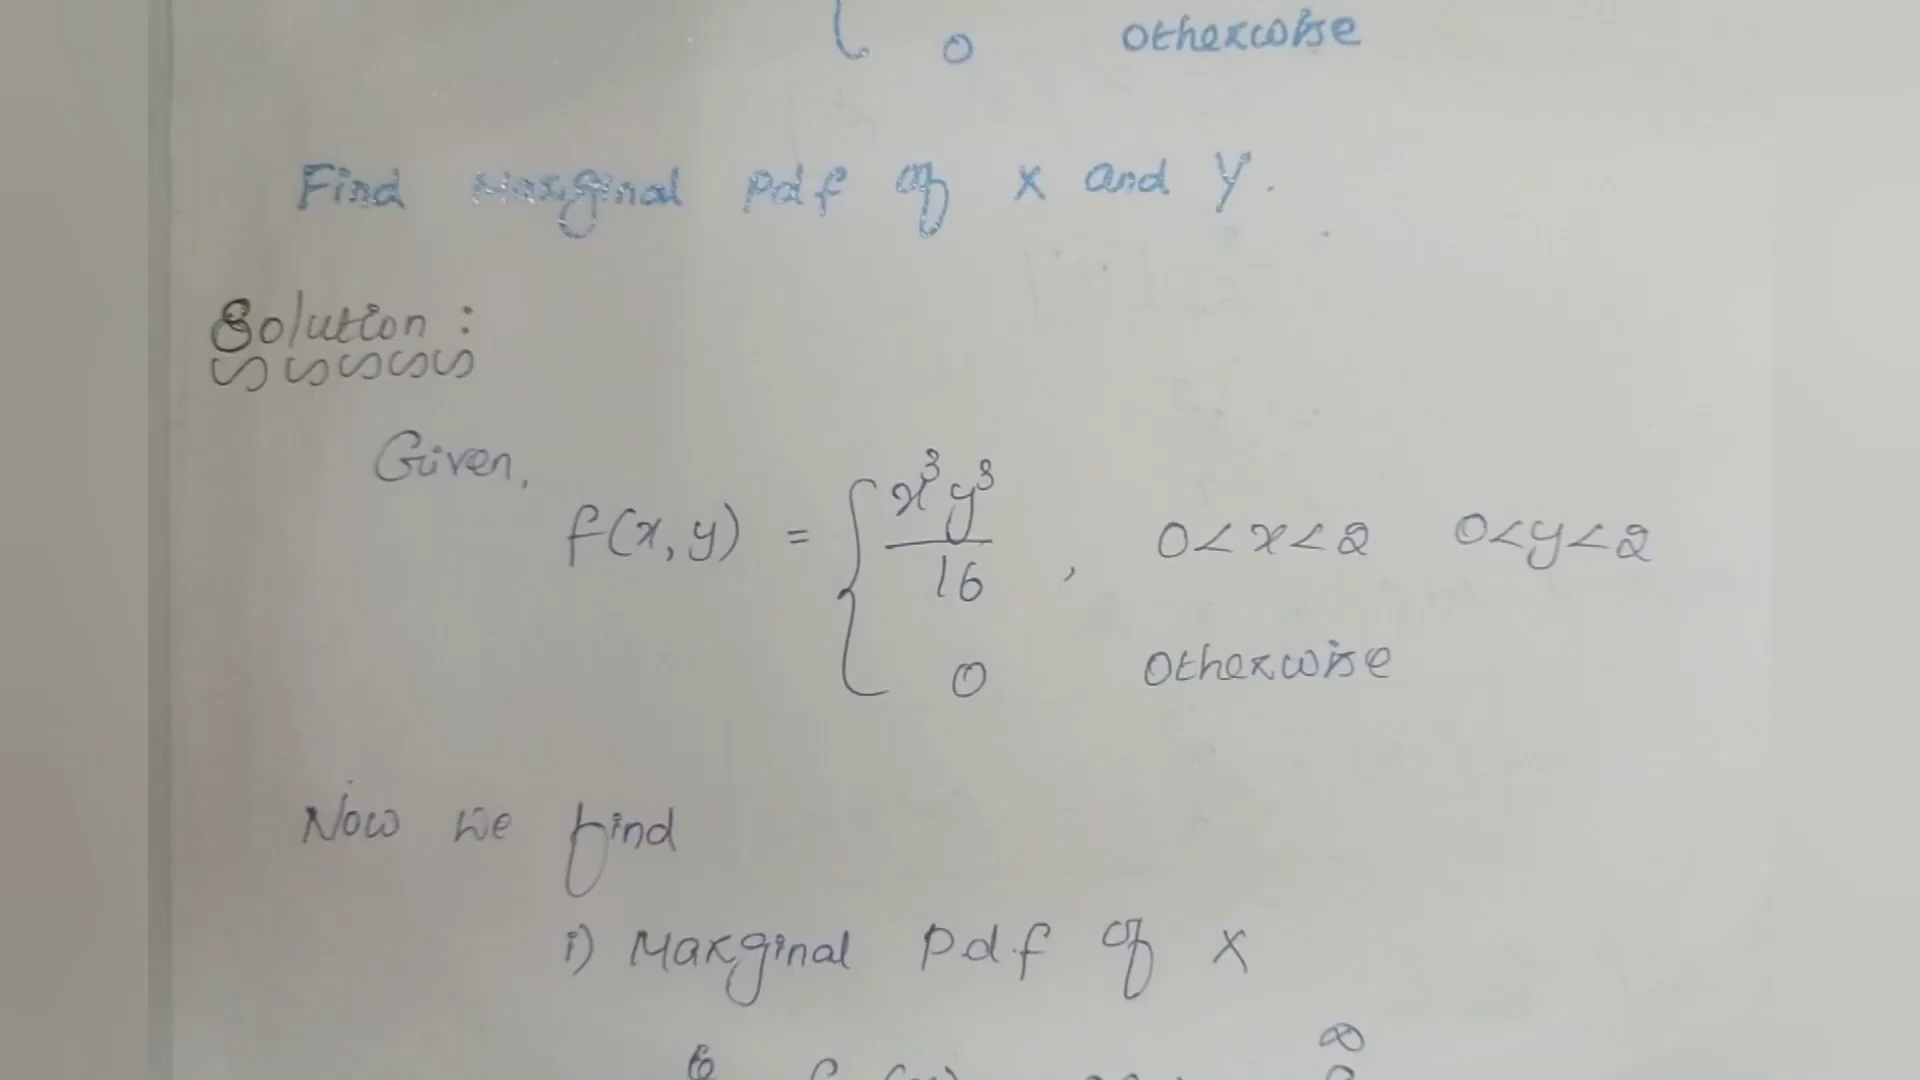 0 otherwise
Find Marginal Pdf of x and y.
Solution :
Given,
f(x,y) = { x³y³/16 , 0<x<2 0<y<2
0 otherwise
Now we find
i) Marginal Pdf of x